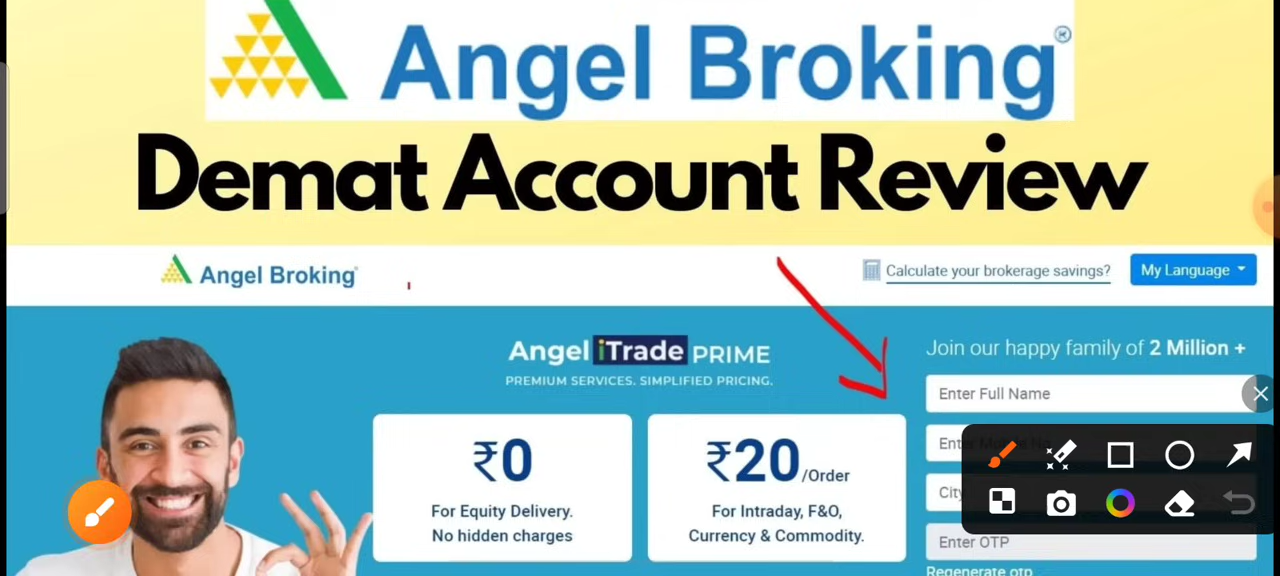 Angel Broking®
Demat Account Review
Angel Broking
Calculate your brokerage savings?
My Language
Angel iTrade PRIME
PREMIUM SERVICES. SIMPLIFIED PRICING.
Join our happy family of 2 Million +
Enter Full Name
₹0
For Equity Delivery.
No hidden charges
₹20/Order
For Intraday, F&O,
Currency & Commodity.
City
Enter OTP
Regenerate otp